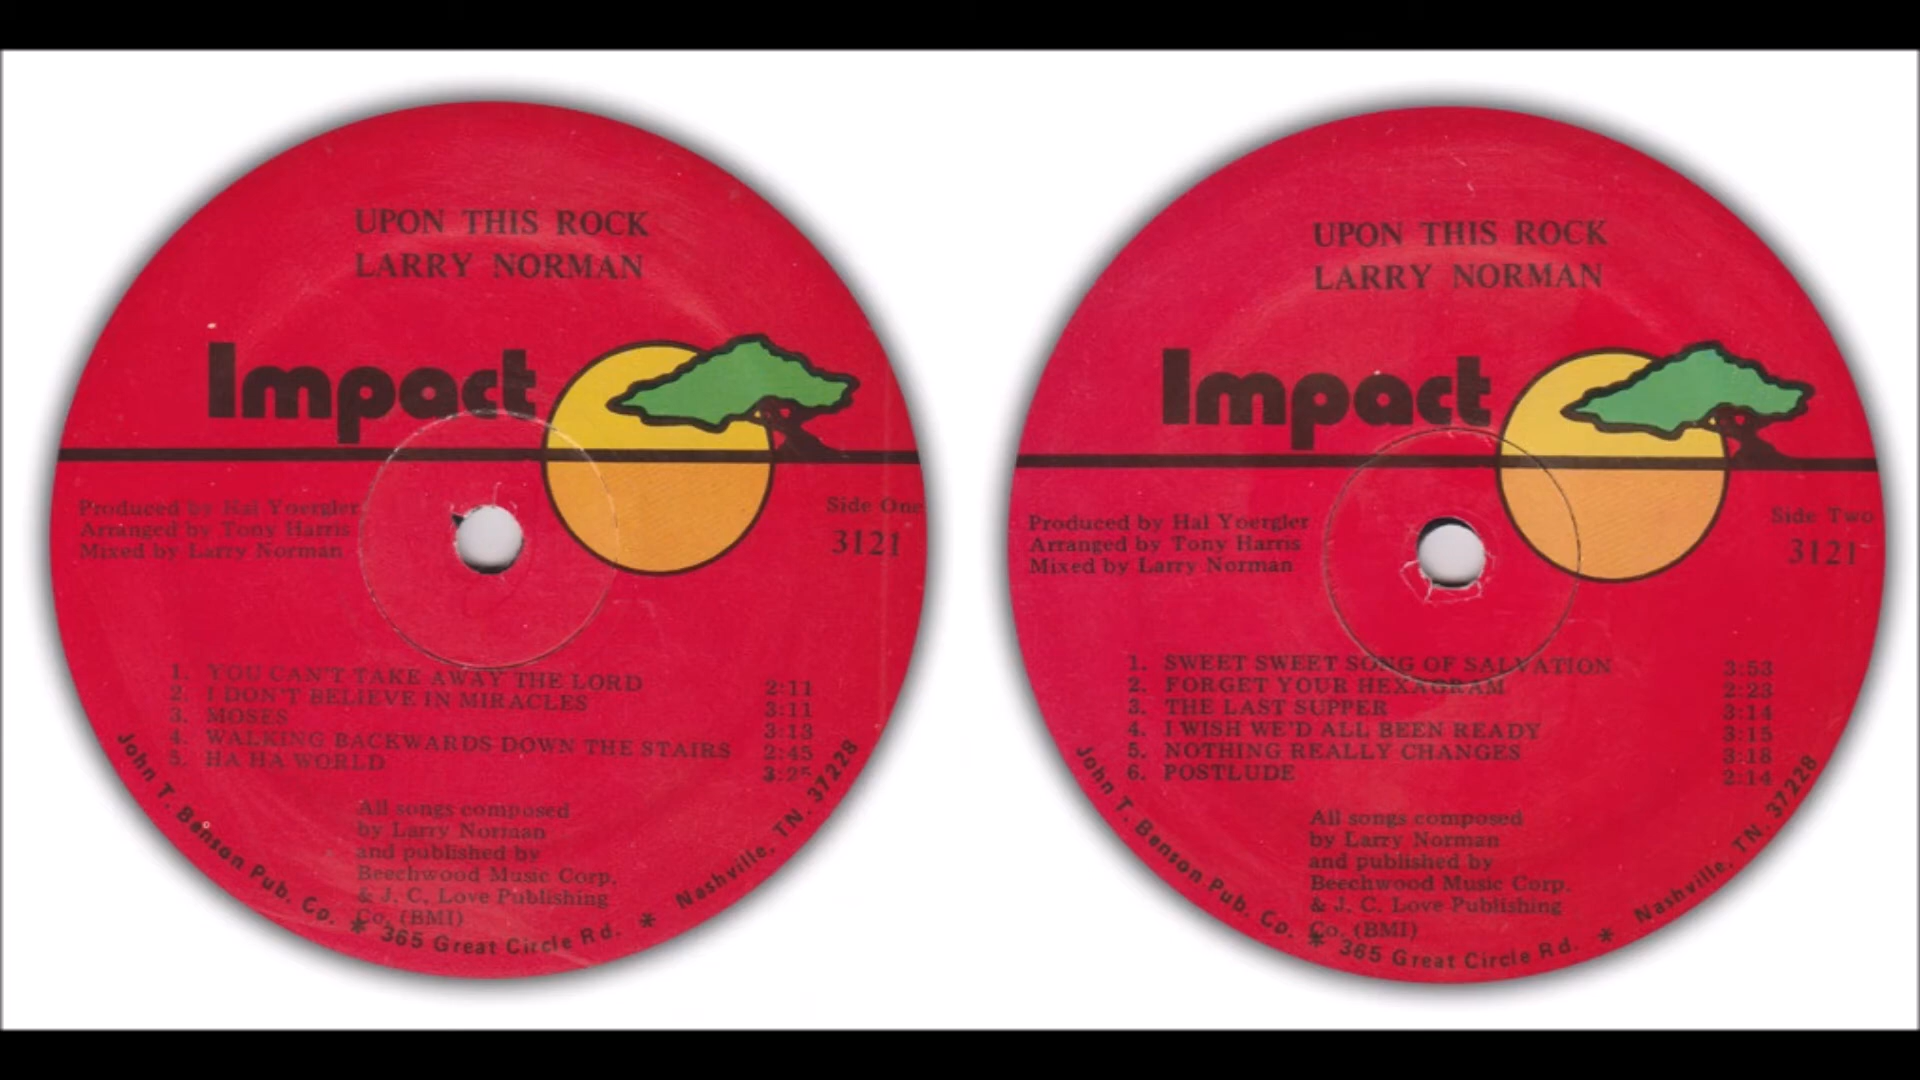 UPON THIS ROCK
LARRY NORMAN
Impact
Produced by Hal Yoergler
Arranged by Tony Harris
Mixed by Larry Norman
Side One
3121
1. YOU CAN'T TAKE AWAY THE LORD 2:11
2. I DON'T BELIEVE IN MIRACLES 3:11
3. MOSES 3:13
4. WALKING BACKWARDS DOWN THE STAIRS 2:45
5. HA HA WORLD 3:25
All songs composed
by Larry Norman
and published by
Beechwood Music Corp.
& J. C. Love Publishing
Co. (BMI)
John T. Benson Pub. Co. * 365 Great Circle Rd. * Nashville, TN. 37228
UPON THIS ROCK
LARRY NORMAN
Impact
Produced by Hal Yoergler
Arranged by Tony Harris
Mixed by Larry Norman
Side Two
3121
1. SWEET SWEET SONG OF SALVATION 3:53
2. FORGET YOUR HEXAGRAM 2:23
3. THE LAST SUPPER 3:14
4. I WISH WE'D ALL BEEN READY 3:15
5. NOTHING REALLY CHANGES 3:18
6. POSTLUDE 2:14
All songs composed
by Larry Norman
and published by
Beechwood Music Corp.
& J. C. Love Publishing
Co. (BMI)
John T. Benson Pub. Co. * 365 Great Circle Rd. * Nashville, TN. 37228